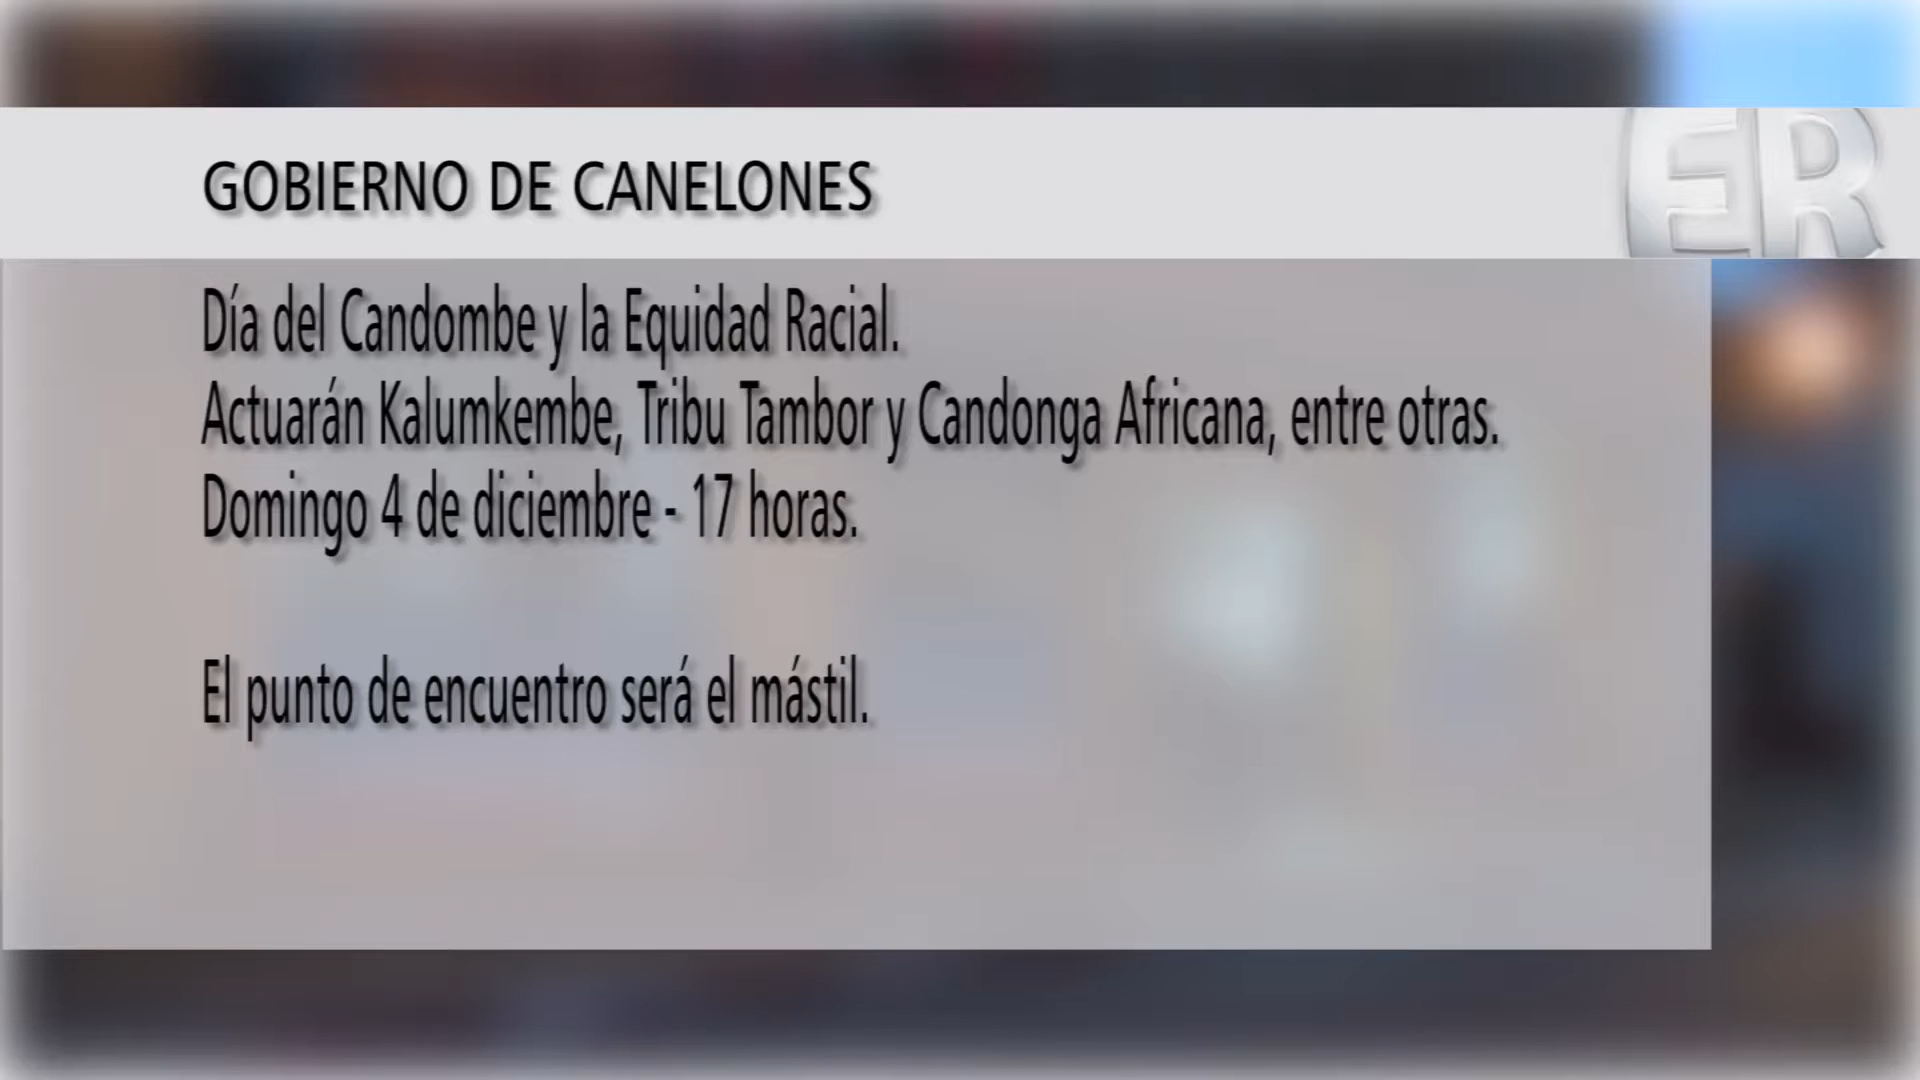 GOBIERNO DE CANELONES
ER
Día del Candombe y la Equidad Racial.
Actuarán Kalumkembe, Tribu Tambor y Candonga Africana, entre otras.
Domingo 4 de diciembre - 17 horas.
El punto de encuentro será el mástil.